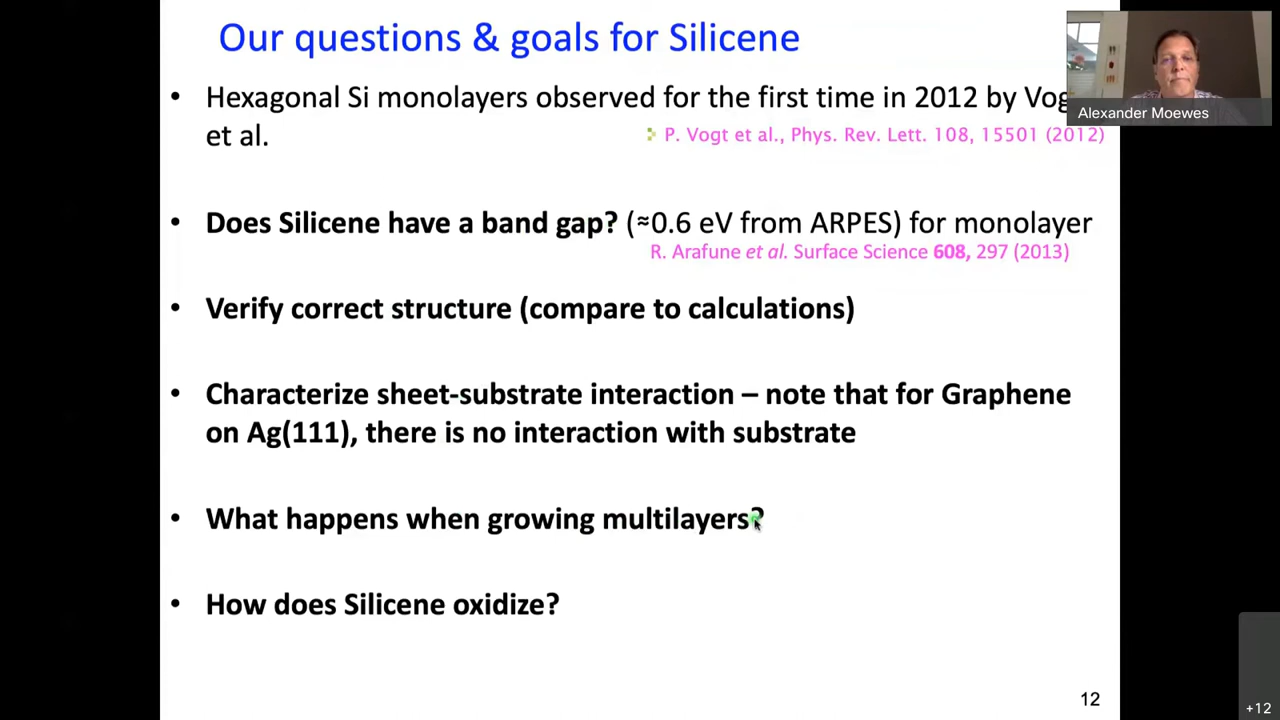 Our questions & goals for Silicene
Alexander Moewes
• Hexagonal Si monolayers observed for the first time in 2012 by
et al.
P. Vogt et al., Phys. Rev. Lett. 108, 15501 (2012)
• Does Silicene have a band gap? (≈0.6 eV from ARPES) for monolayer
R. Arafune et al. Surface Science 608, 297 (2013)
• Verify correct structure (compare to calculations)
• Characterize sheet-substrate interaction – note that for Graphene
on Ag(111), there is no interaction with substrate
• What happens when growing multilayers?
• How does Silicene oxidize?
12
+12